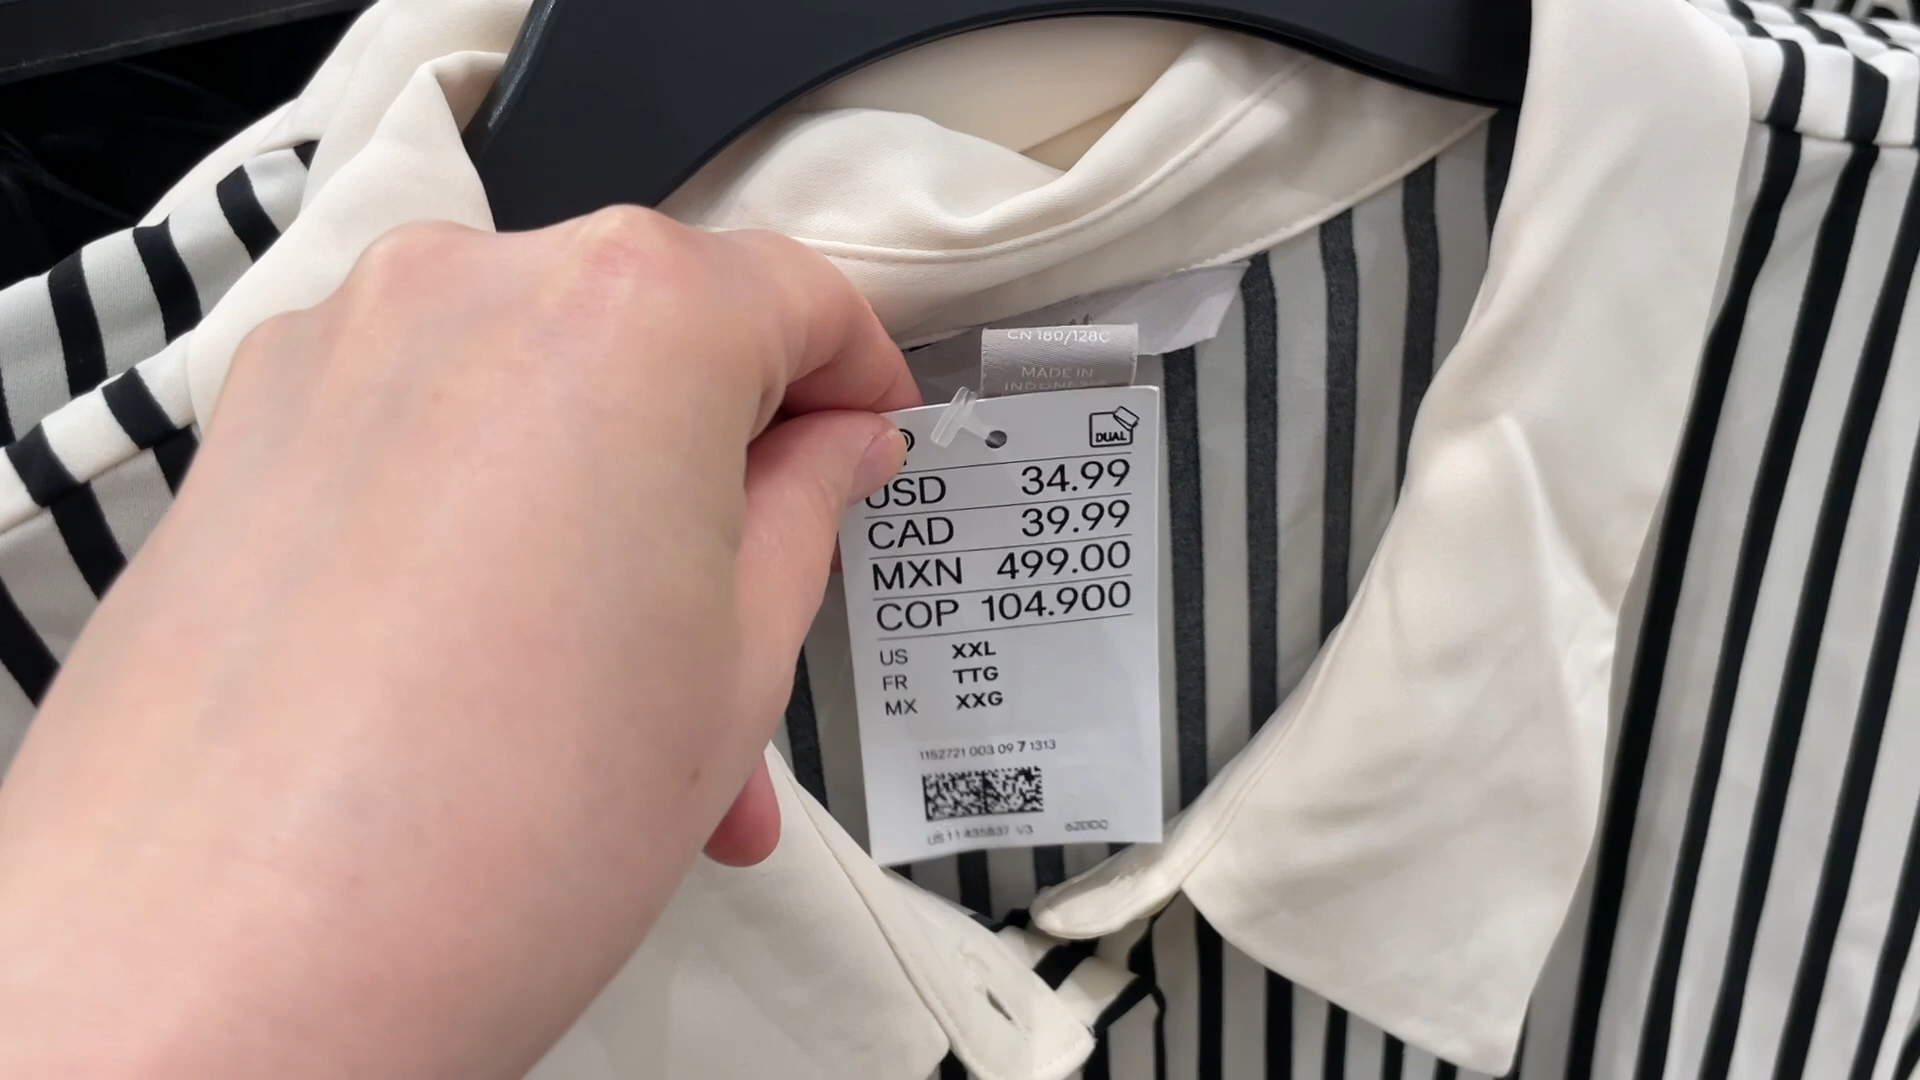 CN 180/128C
MADE IN
INDONESIA
DUAL
USD 34.99
CAD 39.99
MXN 499.00
COP 104.900
US XXL
FR TTG
MX XXG
1152721 003 09 7 1313
US 11 435837 V3